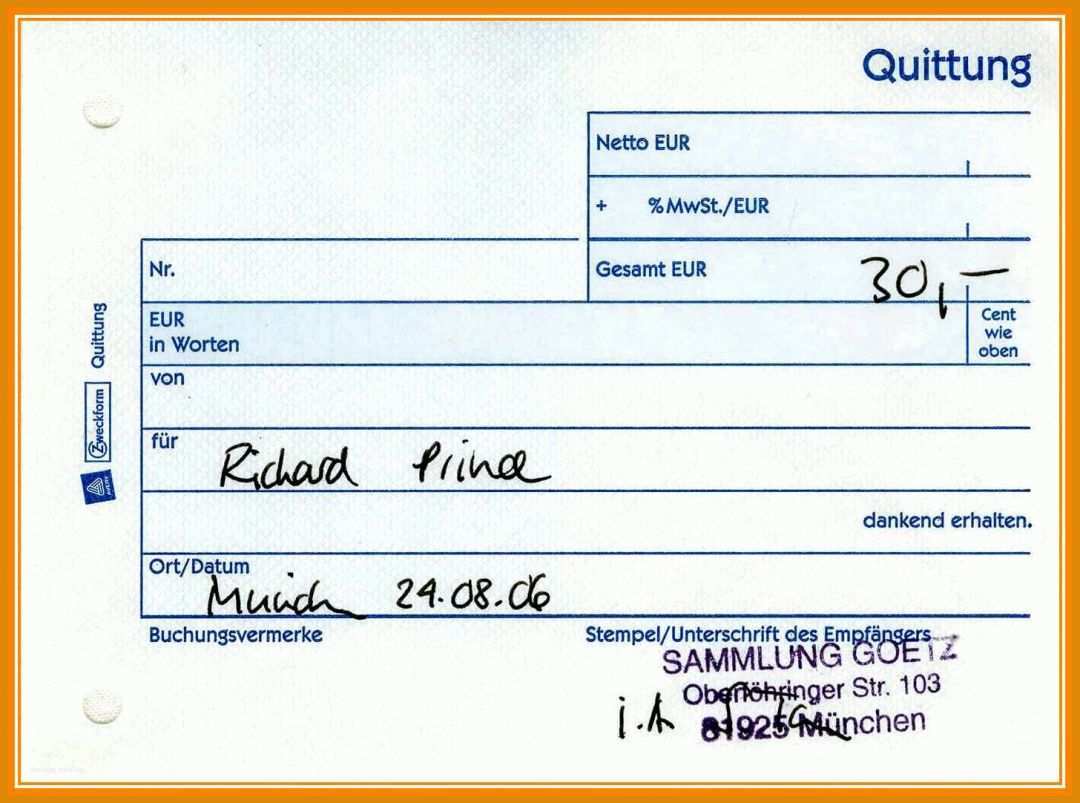 Quittung
Netto EUR
+ % MwSt./EUR
Nr.
Gesamt EUR 30,–
EUR
in Worten
Cent
wie
oben
von
für Richard Prince
dankend erhalten.
Ort/Datum
Munich 24.08.06
Buchungsvermerke
Stempel/Unterschrift des Empfängers
SAMMLUNG GOETZ
Oberföhringer Str. 103
81925 München
i.A
Quittung
Zweckform
AVERY